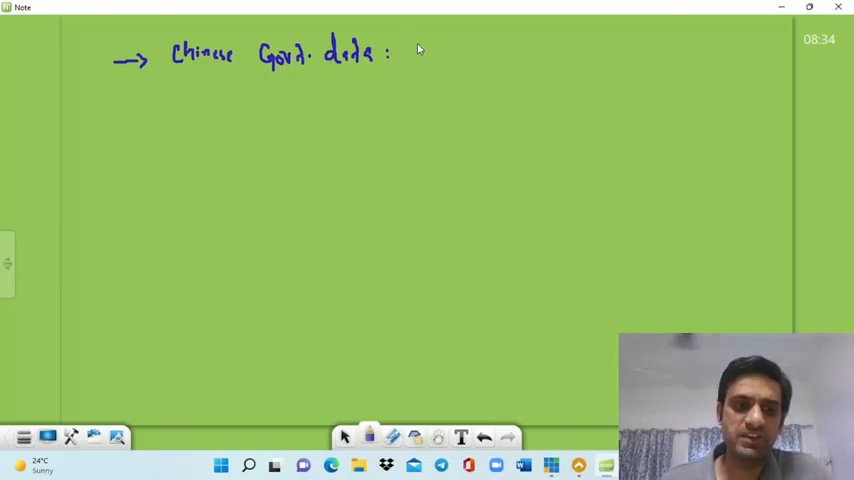 Note
08:34
→ Chinese Govt. data :
24°C
Sunny